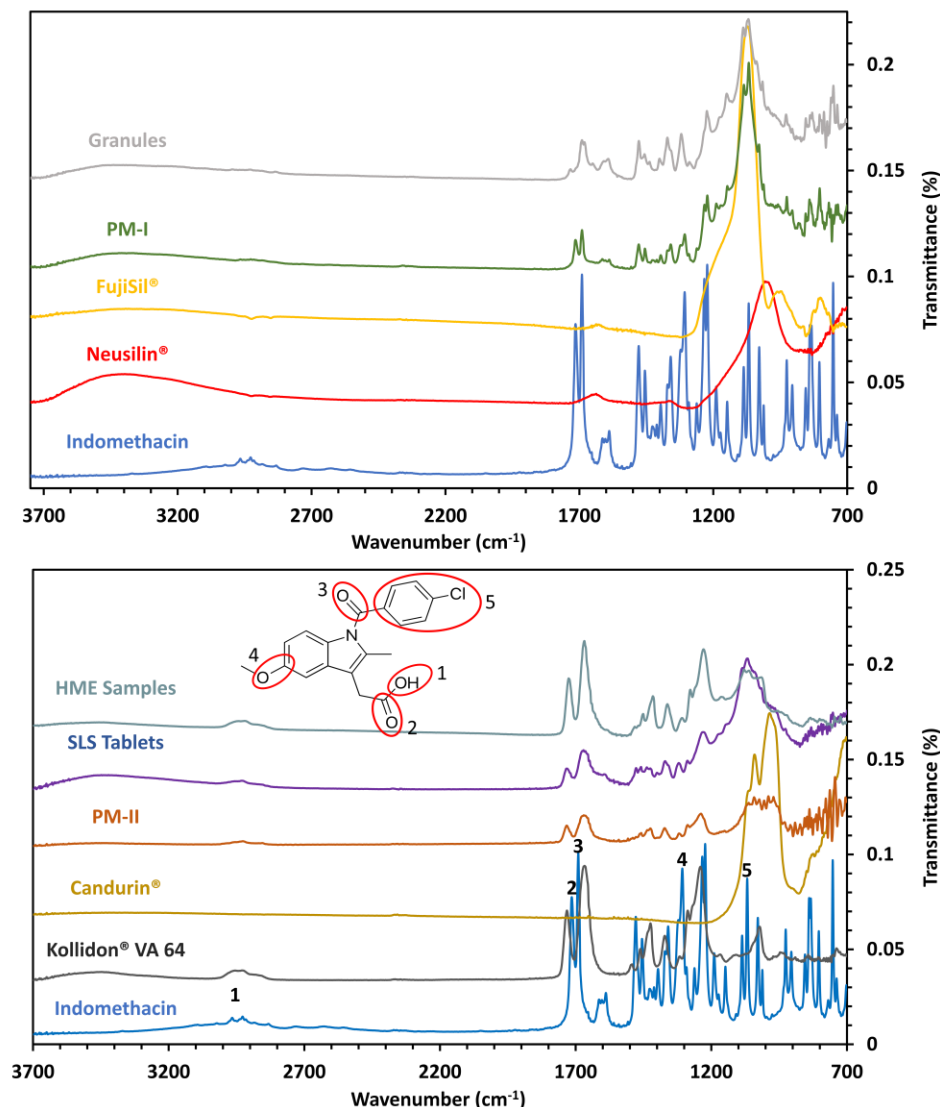 0.2
Granules
0.15
PM-I
FujiSil®
0.1
Neusilin®
0.05
Indomethacin
0
3700 3200 2700 2200 1700 1200 700
Wavenumber (cm-1)
Transmittance (%)
0.25
3
Cl
5
O
N
4
O
OH
1
O
2
0.2
HME Samples
SLS Tablets
0.15
PM-II
3
0.1
4
Candurin®
2
5
Kollidon® VA 64
0.05
1
Indomethacin
0
3700 3200 2700 2200 1700 1200 700
Wavenumber (cm-1)
Transmittance (%)